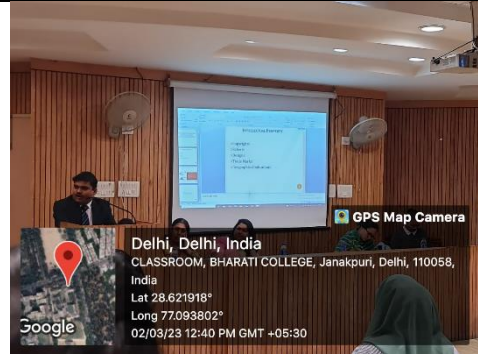 GPS Map Camera
Delhi, Delhi, India
CLASSROOM, BHARATI COLLEGE, Janakpuri, Delhi, 110058,
India
Lat 28.621918°
Long 77.093802°
02/03/23 12:40 PM GMT +05:30
Google